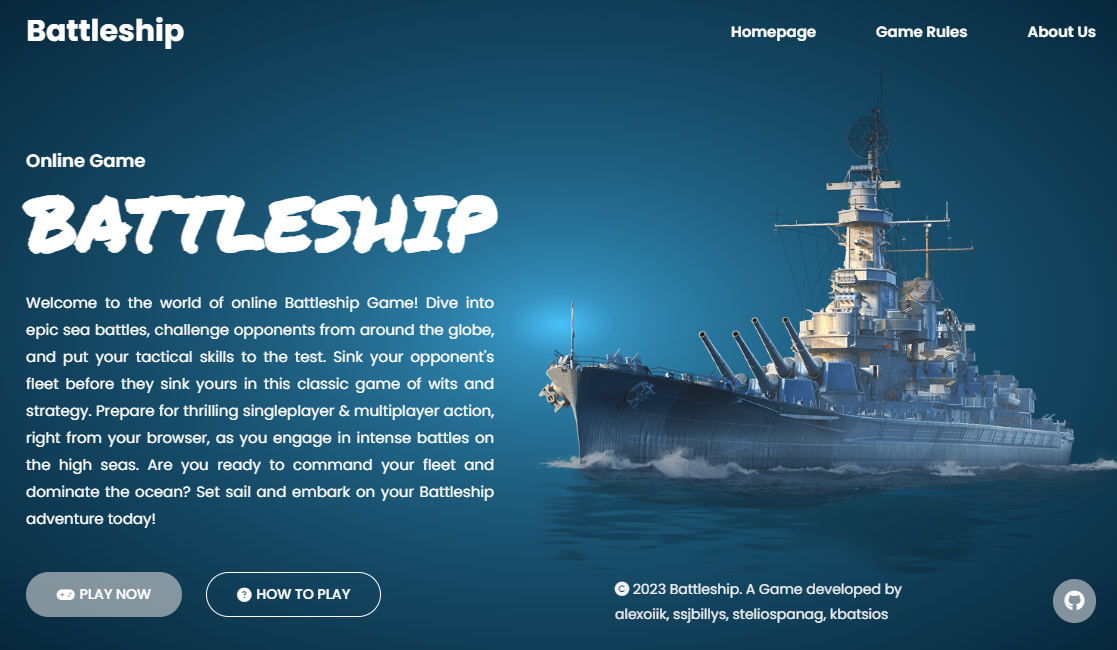 Battleship
Homepage
Game Rules
About Us
Online Game
BATTLESHIP
Welcome to the world of online Battleship Game! Dive into
epic sea battles, challenge opponents from around the globe,
and put your tactical skills to the test. Sink your opponent's
fleet before they sink yours in this classic game of wits and
strategy. Prepare for thrilling singleplayer & multiplayer action,
right from your browser, as you engage in intense battles on
the high seas. Are you ready to command your fleet and
dominate the ocean? Set sail and embark on your Battleship
adventure today!
PLAY NOW
? HOW TO PLAY
© 2023 Battleship. A Game developed by
alexoiik, ssjbillys, steliospanag, kbatsios